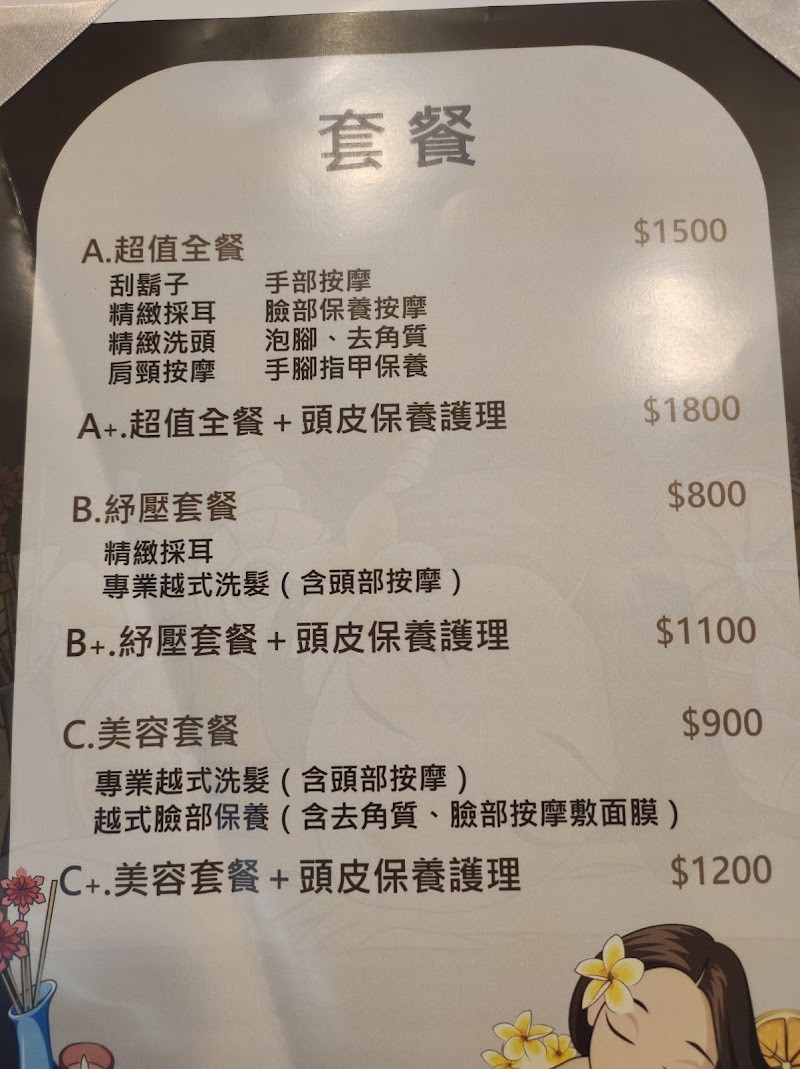 套餐
A.超值全餐 $1500
刮鬍子 手部按摩
精緻採耳 臉部保養按摩
精緻洗頭 泡腳、去角質
肩頸按摩 手腳指甲保養
A+.超值全餐+頭皮保養護理 $1800
B.紓壓套餐 $800
精緻採耳
專業越式洗髮(含頭部按摩)
B+.紓壓套餐+頭皮保養護理 $1100
C.美容套餐 $900
專業越式洗髮(含頭部按摩)
越式臉部保養(含去角質、臉部按摩敷面膜)
C+.美容套餐+頭皮保養護理 $1200